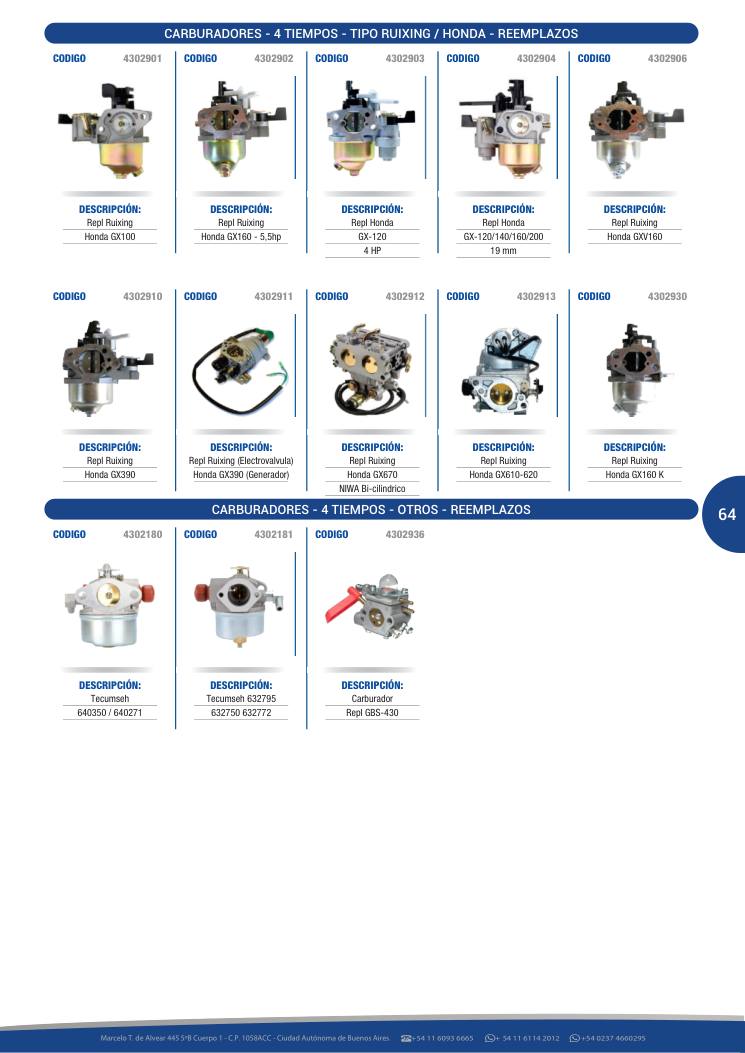 CARBURADORES - 4 TIEMPOS - TIPO RUIXING / HONDA - REEMPLAZOS
CODIGO 4302901
CODIGO 4302902
CODIGO 4302903
CODIGO 4302904
CODIGO 4302906
DESCRIPCIÓN:
Repl Ruixing
Honda GX100
DESCRIPCIÓN:
Repl Ruixing
Honda GX160 - 5,5hp
DESCRIPCIÓN:
Repl Honda
GX-120
4 HP
DESCRIPCIÓN:
Repl Honda
GX-120/140/160/200
19 mm
DESCRIPCIÓN:
Repl Ruixing
Honda GXV160
CODIGO 4302910
CODIGO 4302911
CODIGO 4302912
CODIGO 4302913
CODIGO 4302930
DESCRIPCIÓN:
Repl Ruixing
Honda GX390
DESCRIPCIÓN:
Repl Ruixing (Electrovalvula)
Honda GX390 (Generador)
DESCRIPCIÓN:
Repl Ruixing
Honda GX670
NIWA Bi-cilindrico
DESCRIPCIÓN:
Repl Ruixing
Honda GX610-620
DESCRIPCIÓN:
Repl Ruixing
Honda GX160 K
CARBURADORES - 4 TIEMPOS - OTROS - REEMPLAZOS
64
CODIGO 4302180
CODIGO 4302181
CODIGO 4302936
DESCRIPCIÓN:
Tecumseh
640350 / 640271
DESCRIPCIÓN:
Tecumseh 632795
632750 632772
DESCRIPCIÓN:
Carburador
Repl GBS-430
Marcelo T. de Alvear 445 5ºB Cuerpo 1 - C.P. 1058ACC - Ciudad Autónoma de Buenos Aires +54 11 6093 6665 + 54 11 6114 2012 +54 0237 4660295